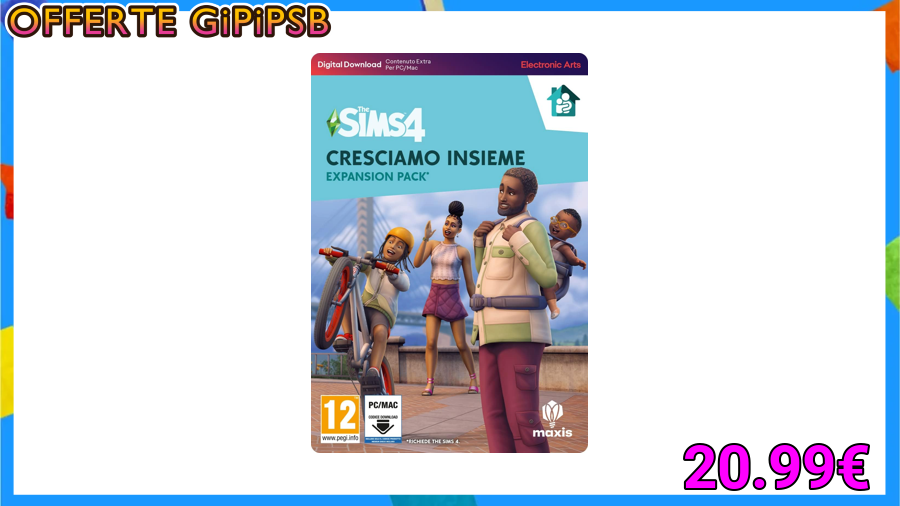 OFFERTE GiPiPSB
Digital Download
Contenuto Extra
Per PC/Mac
Electronic Arts
The
SIMS4
CRESCIAMO INSIEME
EXPANSION PACK*
12
www.pegi.info
PC/MAC
CODICE DOWNLOAD
*RICHIEDE THE SIMS 4.
maxis
20.99€